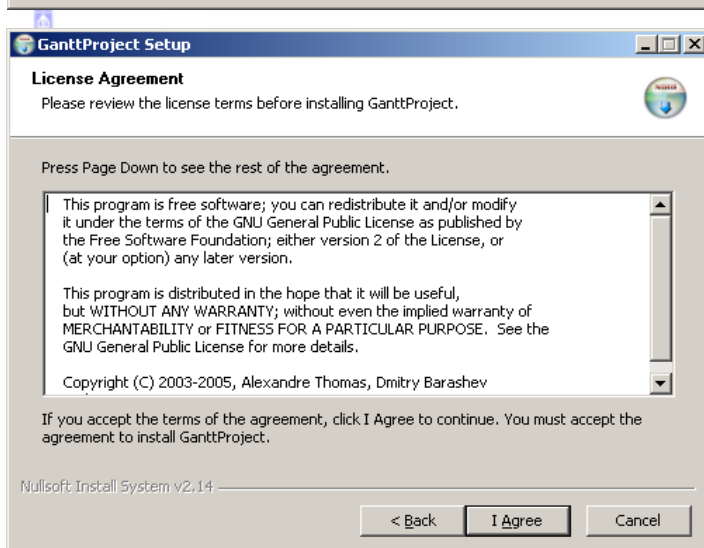 GanttProject Setup
License Agreement
Please review the license terms before installing GanttProject.
Press Page Down to see the rest of the agreement.
This program is free software; you can redistribute it and/or modify
it under the terms of the GNU General Public License as published by
the Free Software Foundation; either version 2 of the License, or
(at your option) any later version.
This program is distributed in the hope that it will be useful,
but WITHOUT ANY WARRANTY; without even the implied warranty of
MERCHANTABILITY or FITNESS FOR A PARTICULAR PURPOSE.  See the
GNU General Public License for more details.
Copyright (C) 2003-2005, Alexandre Thomas, Dmitry Barashev
If you accept the terms of the agreement, click I Agree to continue. You must accept the
agreement to install GanttProject.
Nullsoft Install System v2.14
< Back I Agree Cancel